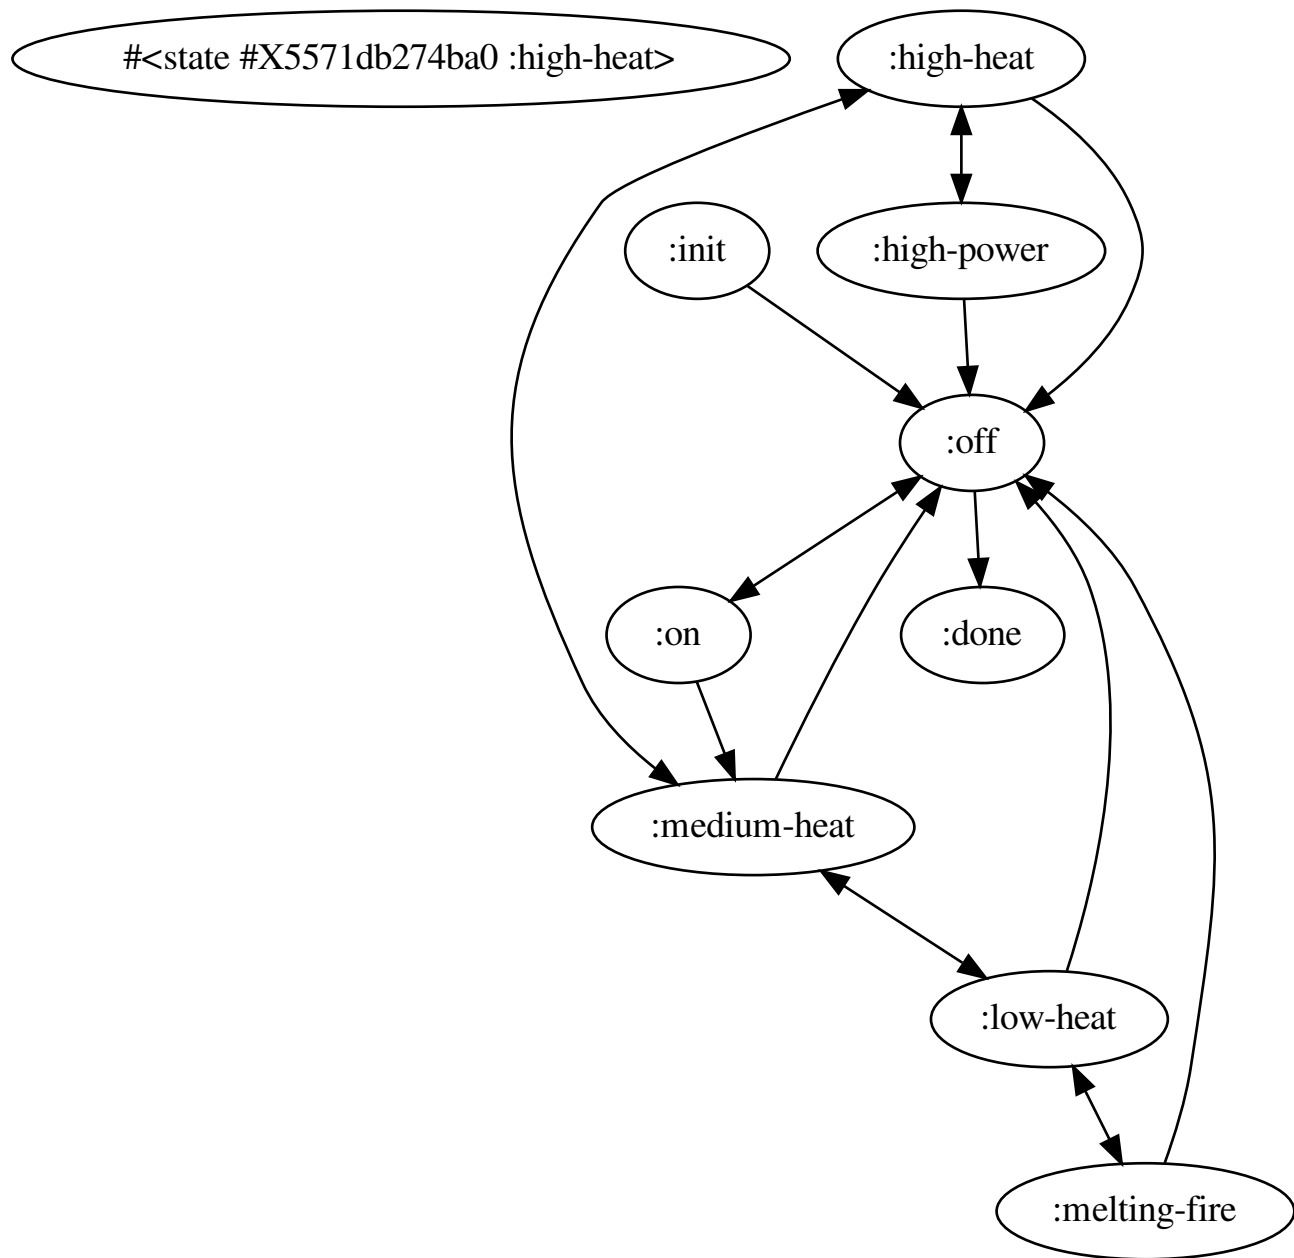 #<state #X5571db274ba0 :high-heat>
:high-heat
:init
:high-power
:off
:on
:done
:medium-heat
:low-heat
:melting-fire